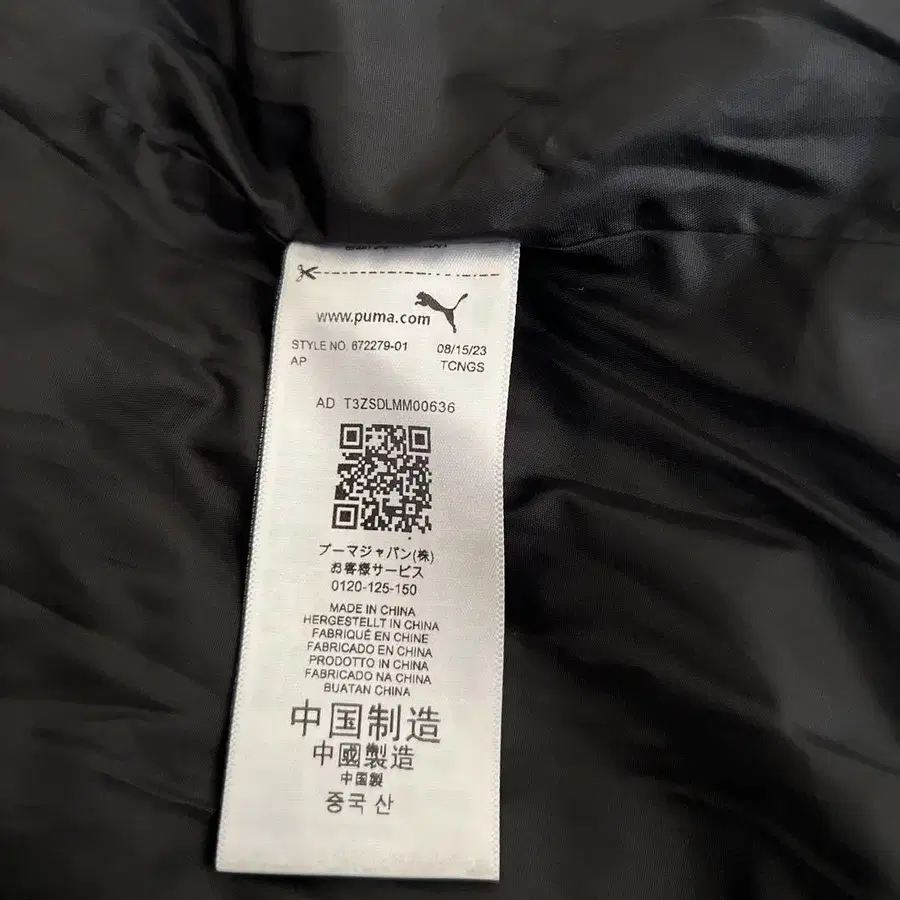 www.puma.com
STYLE NO. 672279-01 08/15/23
AP TCNGS
AD T3ZSDLMM00636
プーマジャパン(株)
お客様サービス
0120-125-150
MADE IN CHINA
HERGESTELLT IN CHINA
FABRIQUÉ EN CHINE
FABRICADO EN CHINA
PRODOTTO IN CHINA
FABRICADO NA CHINA
BUATAN CHINA
中国制造
中國製造
中国製
중국 산